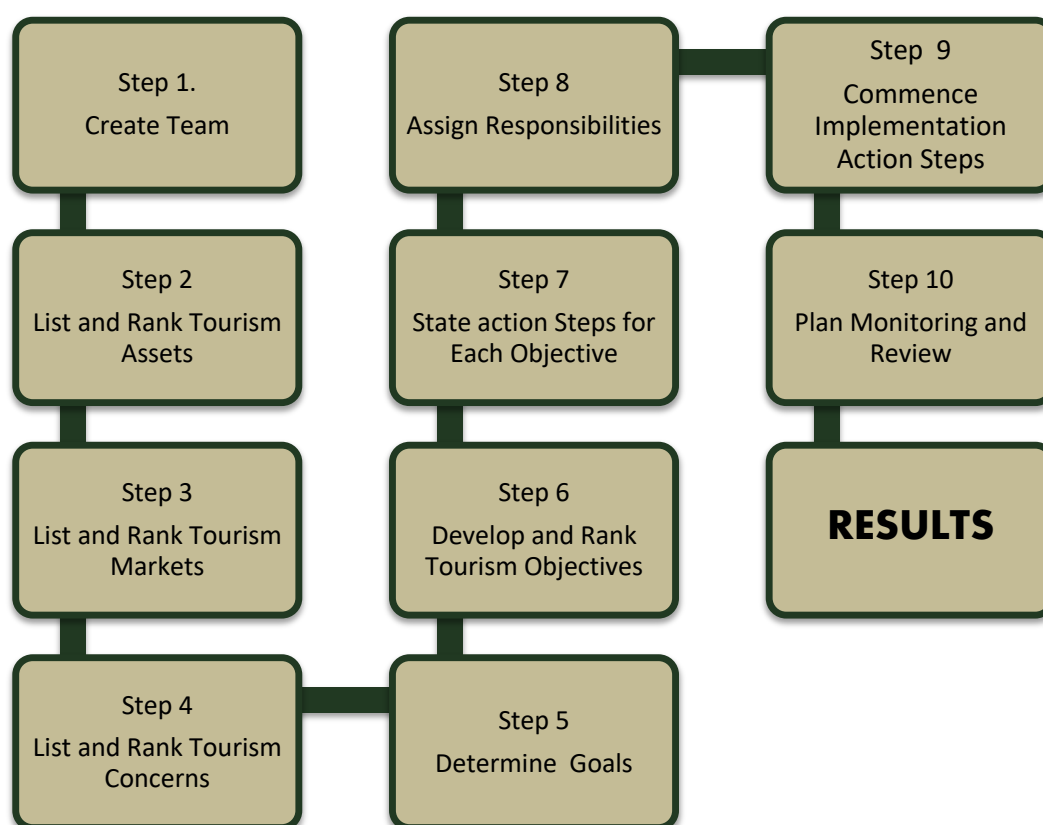 Step 1.
Create Team
Step 2
List and Rank Tourism
Assets
Step 3
List and Rank Tourism
Markets
Step 4
List and Rank Tourism
Concerns
Step 5
Determine Goals
Step 6
Develop and Rank
Tourism Objectives
Step 7
State action Steps for
Each Objective
Step 8
Assign Responsibilities
Step 9
Commence
Implementation
Action Steps
Step 10
Plan Monitoring and
Review
RESULTS